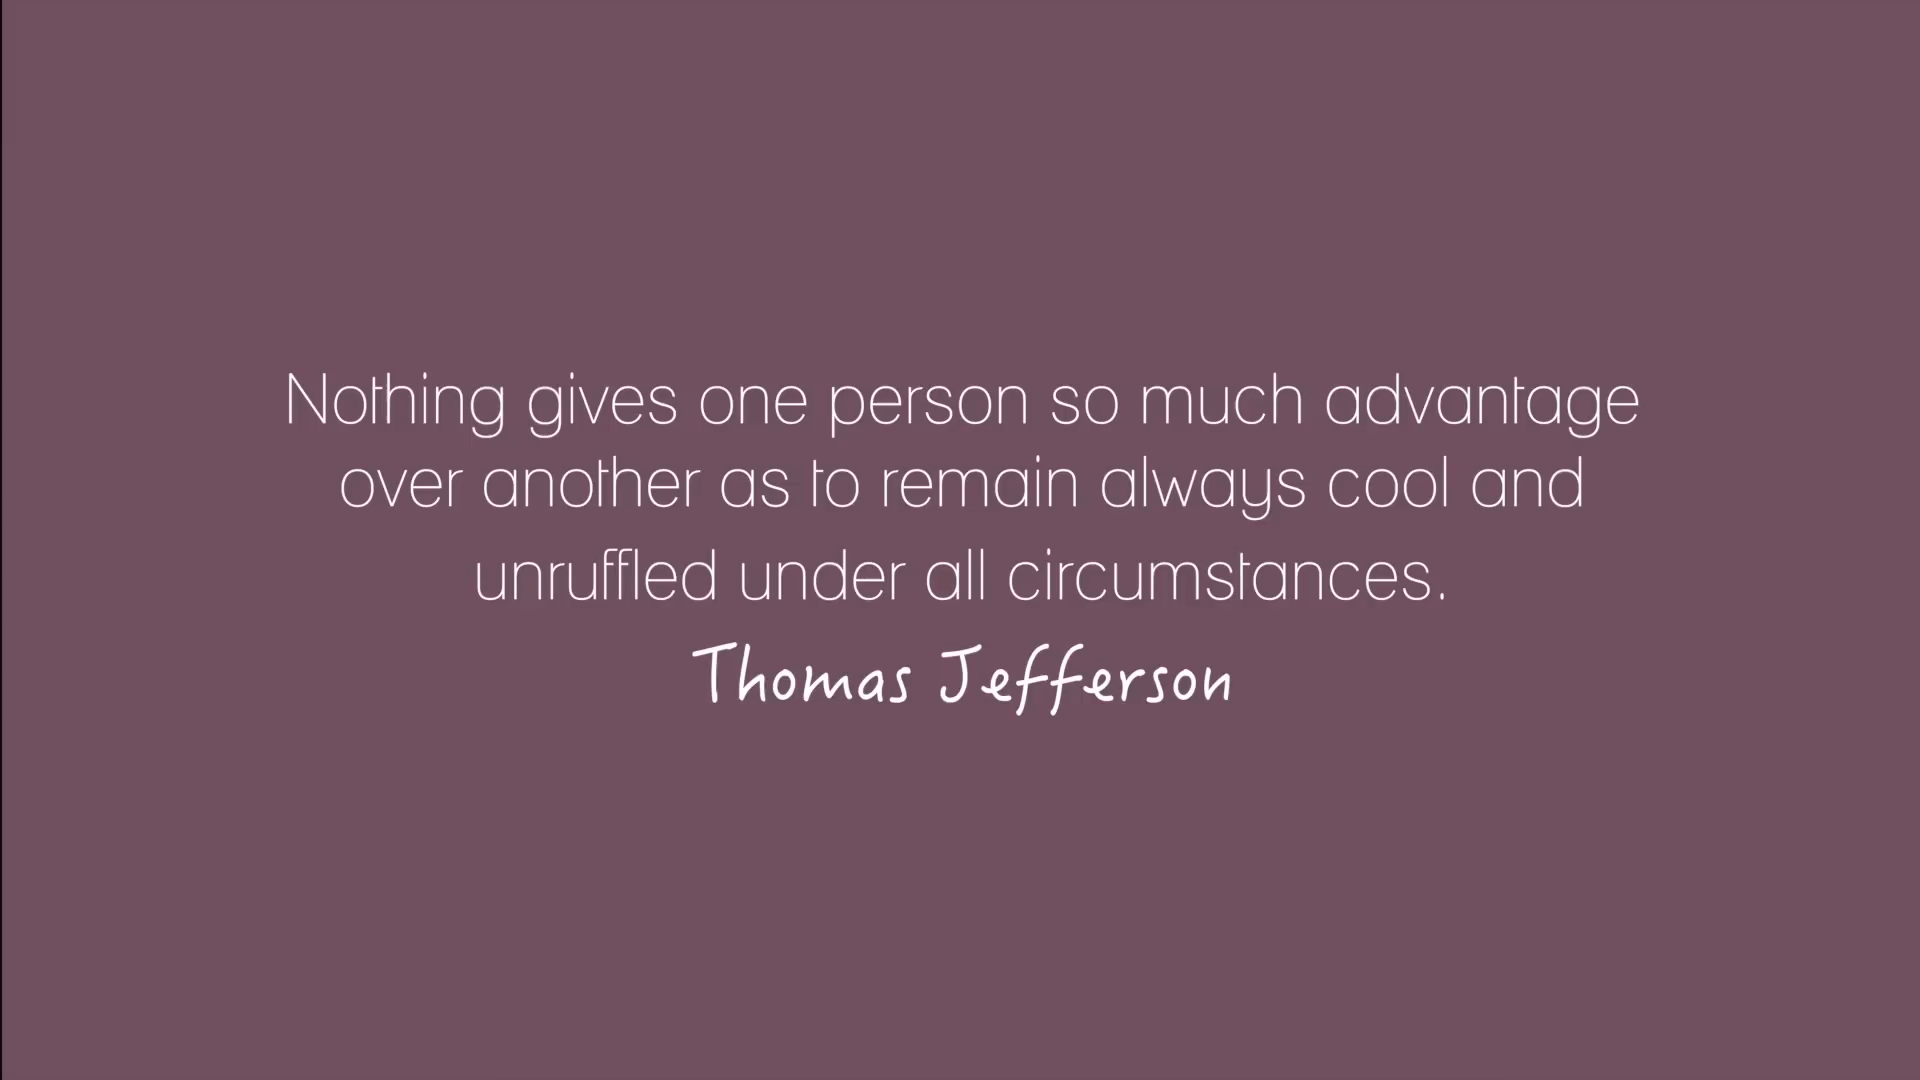 Nothing gives one person so much advantage
over another as to remain always cool and
unruffled under all circumstances.
Thomas Jefferson